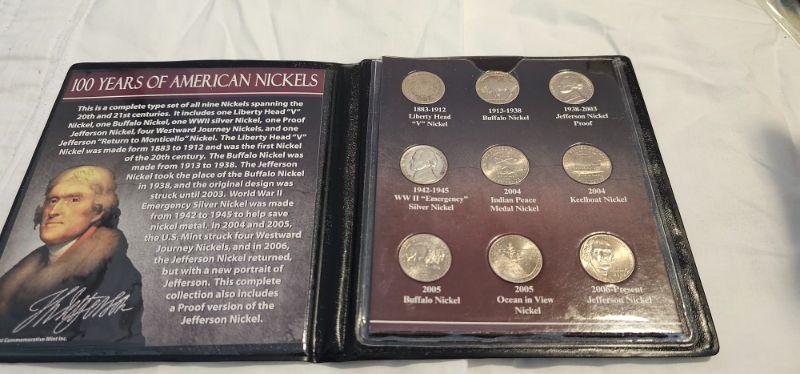 100 YEARS OF AMERICAN NICKELS
This is a complete type set of all nine Nickels spanning the
20th and 21st centuries. It includes one Liberty Head "V"
Nickel, one Buffalo Nickel, one WWII silver Nickel, one Proof
Jefferson Nickel, four Westward Journey Nickels, and one
Jefferson "Return to Monticello" Nickel. The Liberty Head "V"
Nickel was made form 1883 to 1912 and was the first Nickel
of the 20th century. The Buffalo Nickel was
made from 1913 to 1938. The Jefferson
Nickel took the place of the Buffalo Nickel
in 1938, and the original design was
struck until 2003. World War II
Emergency Silver Nickel was made
from 1942 to 1945 to help save
nickel metal. In 2004 and 2005,
the U.S. Mint struck four Westward
Journey Nickels, and in 2006,
the Jefferson Nickel returned,
but with a new portrait of
Jefferson. This complete
collection also includes
a Proof version of the
Jefferson Nickel.
Th Jefferson
Commemorative Mint Inc.
1883-1912
Liberty Head
"V" Nickel
1913-1938
Buffalo Nickel
1938-2003
Jefferson Nickel
Proof
1942-1945
WW II "Emergency"
Silver Nickel
2004
Indian Peace
Medal Nickel
2004
Keelboat Nickel
2005
Buffalo Nickel
2005
Ocean in View
Nickel
2006-Present
Jefferson Nickel